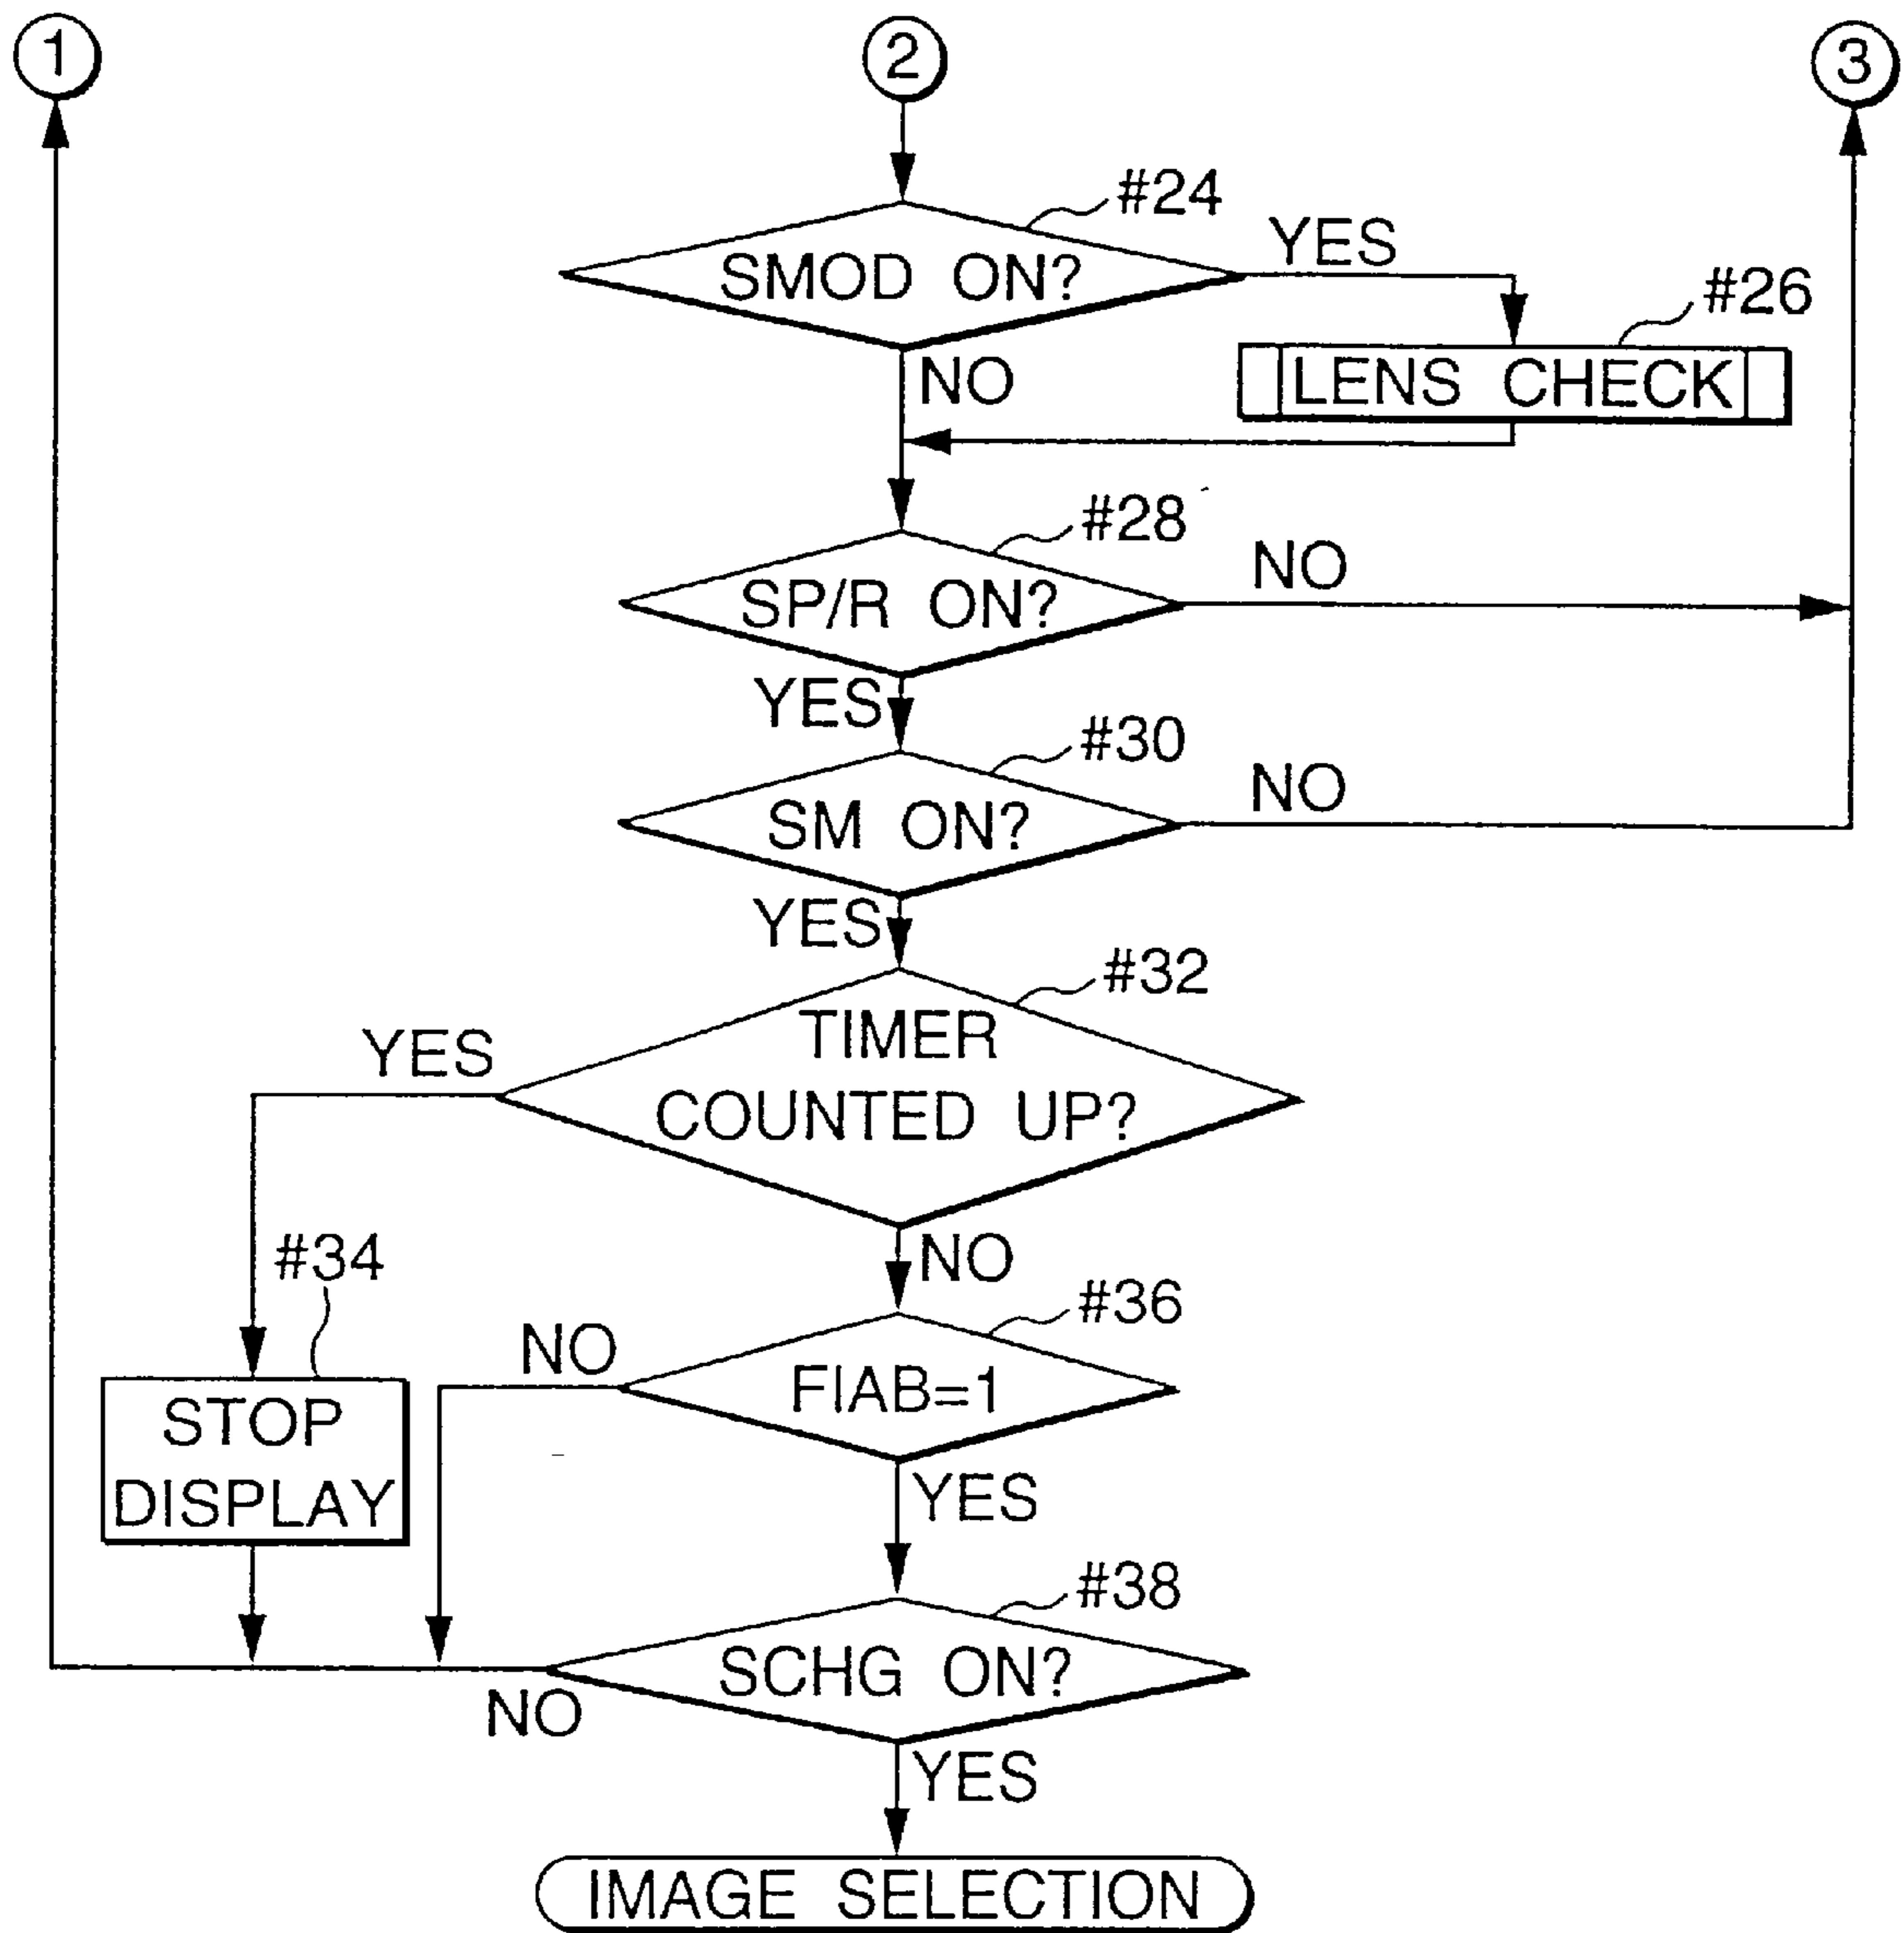 1
2
3
#24
SMOD ON?
YES
#26
NO
LENS CHECK
#28
SP/R ON?
NO
YES
#30
SM ON?
NO
YES
#32
TIMER
COUNTED UP?
YES
NO
#34
STOP
DISPLAY
#36
FIAB=1
NO
YES
#38
SCHG ON?
NO
YES
IMAGE SELECTION